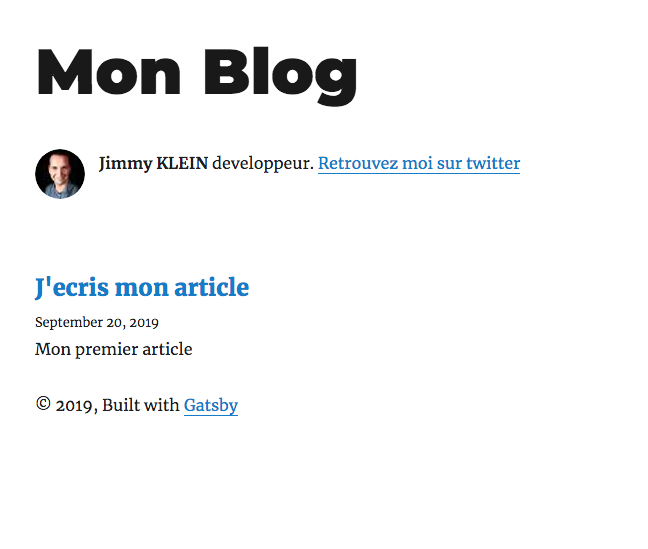 Mon Blog
Jimmy KLEIN developpeur. Retrouvez moi sur twitter
J'ecris mon article
September 20, 2019
Mon premier article
© 2019, Built with Gatsby